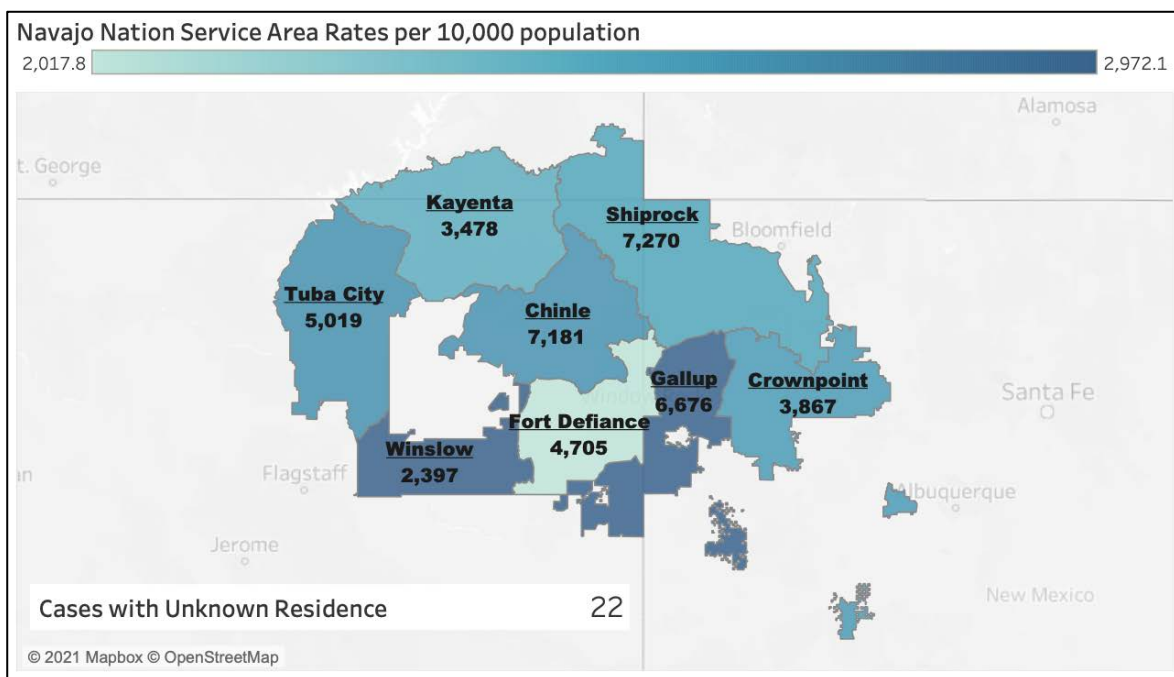 Navajo Nation Service Area Rates per 10,000 population
2,017.8
2,972.1
Alamosa
t. George
Kayenta
3,478
Shiprock
7,270
Bloomfield
Tuba City
5,019
Chinle
7,181
Gallup
6,676
Crownpoint
3,867
Santa Fe
Window
Fort Defiance
4,705
Winslow
2,397
Flagstaff
an
Albuquerque
Jerome
Cases with Unknown Residence 22
New Mexico
© 2021 Mapbox © OpenStreetMap